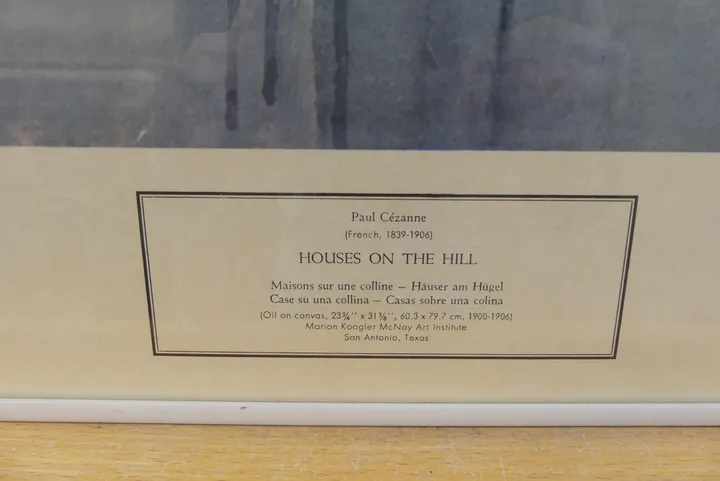 Paul Cézanne
(French, 1839-1906)
HOUSES ON THE HILL
Maisons sur une colline – Häuser am Hügel
Case su una collina – Casas sobre una colina
(Oil on canvas, 23¾'' x 31⅜'', 60.3 x 79.7 cm, 1900-1906)
Marion Koogler McNay Art Institute
San Antonio, Texas